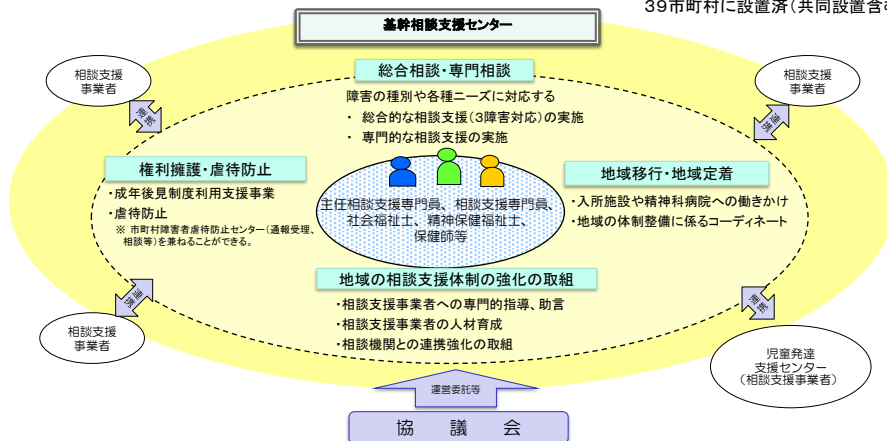 39市町村に設置済(共同設置含
基幹相談支援センター
相談支援
事業者
連携
総合相談・専門相談
障害の種別や各種ニーズに対応する
・ 総合的な相談支援(3障害対応)の実施
・ 専門的な相談支援の実施
相談支援
事業者
連携
権利擁護・虐待防止
・成年後見制度利用支援事業
・虐待防止
※ 市町村障害者虐待防止センター(通報受理、
相談等)を兼ねることができる。
主任相談支援専門員、相談支援専門員、
社会福祉士、精神保健福祉士、
保健師等
地域移行・地域定着
・入所施設や精神科病院への働きかけ
・地域の体制整備に係るコーディネート
地域の相談支援体制の強化の取組
・相談支援事業者への専門的指導、助言
・相談支援事業者の人材育成
・相談機関との連携強化の取組
連携
相談支援
事業者
連携
児童発達
支援センター
(相談支援事業者)
運営委託等
協 議 会